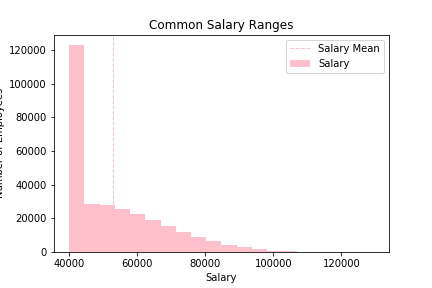 Common Salary Ranges
Number of Employees
120000
100000
80000
60000
40000
20000
0
Salary Mean
Salary
40000 60000 80000 100000 120000
Salary